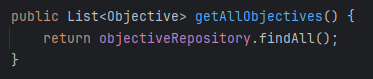 public List<Objective> getAllObjectives() {
    return objectiveRepository.findAll();
}